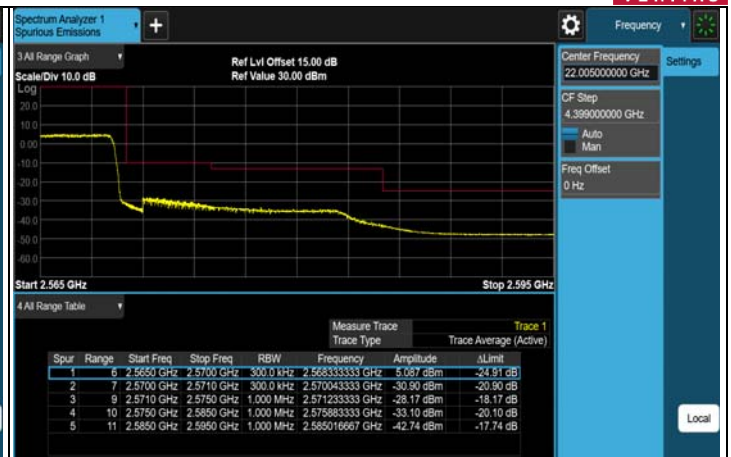 Spectrum Analyzer 1
Spurious Emissions
+
Frequency
3 All Range Graph
Scale/Div 10.0 dB
Ref Lvl Offset 15.00 dB
Ref Value 30.00 dBm
Log
20.0
10.0
0.00
-10.0
-20.0
-30.0
-40.0
-50.0
-60.0
Start 2.565 GHz
Stop 2.595 GHz
Center Frequency
22.005000000 GHz
Settings
CF Step
4.399000000 GHz
Auto
Man
Freq Offset
0 Hz
4 All Range Table
Measure Trace Trace 1
Trace Type Trace Average (Active)
Spur Range Start Freq Stop Freq RBW Frequency Amplitude ΔLimit
1 6 2.5650 GHz 2.5700 GHz 300.0 kHz 2.568333333 GHz 5.087 dBm -24.91 dB
2 7 2.5700 GHz 2.5710 GHz 300.0 kHz 2.570043333 GHz -30.90 dBm -20.90 dB
3 9 2.5710 GHz 2.5750 GHz 1.000 MHz 2.571233333 GHz -28.17 dBm -18.17 dB
4 10 2.5750 GHz 2.5850 GHz 1.000 MHz 2.575883333 GHz -33.10 dBm -20.10 dB
5 11 2.5850 GHz 2.5950 GHz 1.000 MHz 2.585016667 GHz -42.74 dBm -17.74 dB
Local